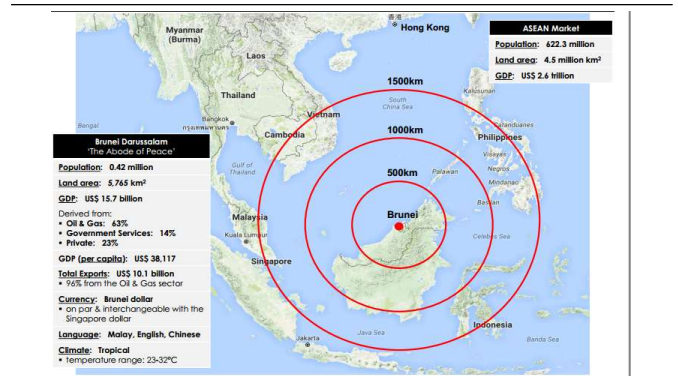 香港
Hong Kong
Myanmar
(Burma)
Laos
Thailand
Vietnam
Bangkok
Cambodia
Bengal
Gulf of
Thailand
1500km
South
China Sea
1000km
500km
Brunei
Philippines
Visayas
Negros
Mindanao
Palawan
Basilan
Malaysia
Kuala Lumpur
Singapore
Celebes Sea
Java Sea
Jakarta
Indonesia
Banda Sea
ASEAN Market
Population: 622.3 million
Land area: 4.5 million km²
GDP: US$ 2.6 trillion
Brunei Darussalam
'The Abode of Peace'
Population: 0.42 million
Land area: 5,765 km²
GDP: US$ 15.7 billion
Derived from:
• Oil & Gas: 63%
• Government Services: 14%
• Private: 23%
GDP (per capita): US$ 38,117
Total Exports: US$ 10.1 billion
• 96% from the Oil & Gas sector
Currency: Brunei dollar
• on par & interchangeable with the
Singapore dollar
Language: Malay, English, Chinese
Climate: Tropical
• temperature range: 23-32°C